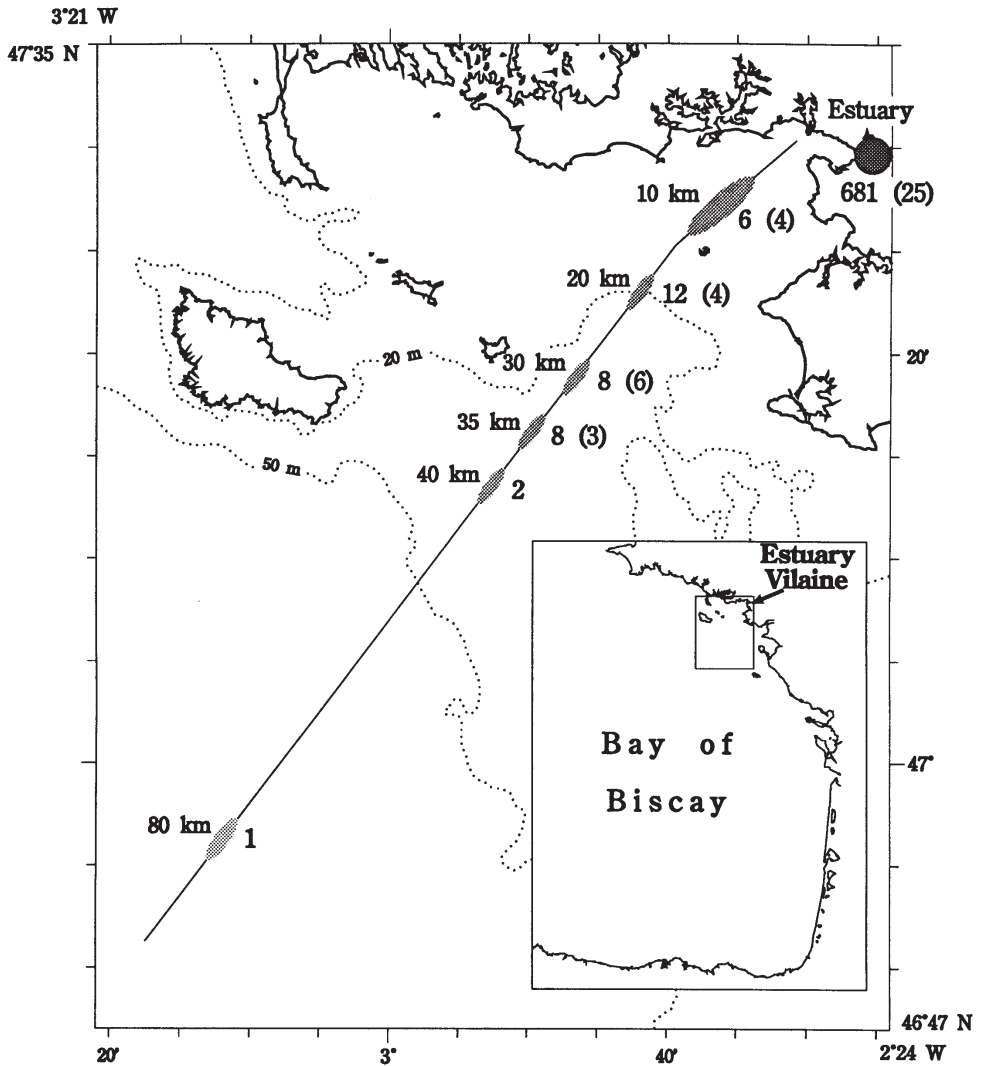 3°21 W
47°35 N
Estuary
10 km
681 (25)
6 (4)
20 km
12 (4)
20 m
30 km
20'
8 (6)
35 km
8 (3)
50 m
40 km
2
Estuary
Vilaine
Bay of
Biscay
47°
80 km
1
46°47 N
20'
3°
40'
2°24 W